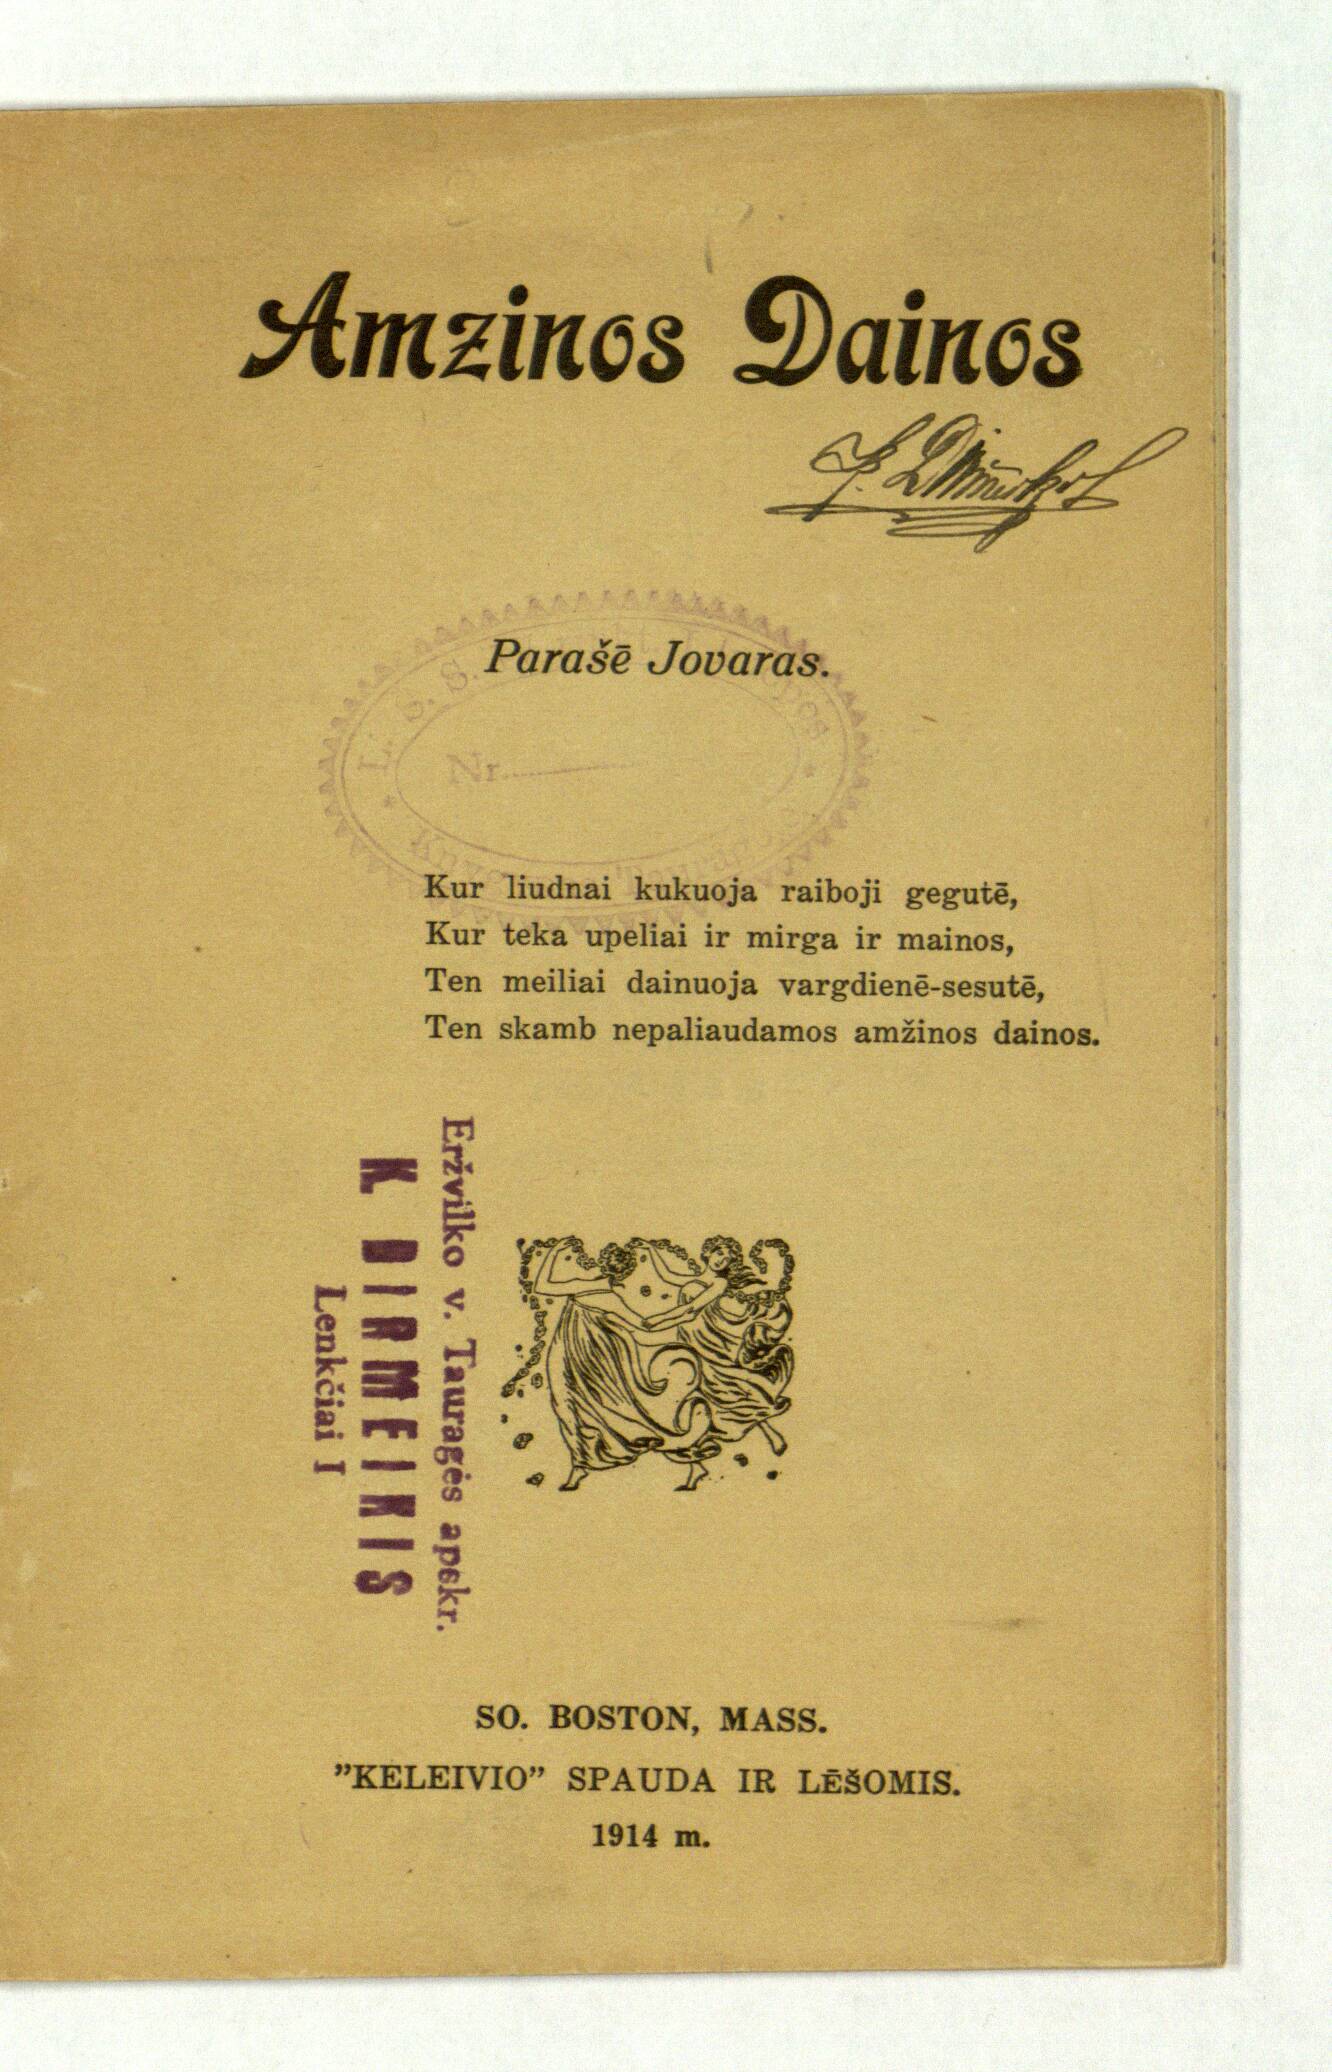 Amzinos Dainos
Parašē Jovaras.
L. S. S.
Nr.
Kur liudnai kukuoja raiboji gegutē,
Kur teka upeliai ir mirga ir mainos,
Ten meiliai dainuoja vargdienē-sesutē,
Ten skamb nepaliaudamos amžinos dainos.
Eržvilko v. Tauragės apskr.
K. DIRMEIKIS
Lenkčiai I
SO. BOSTON, MASS.
”KELEIVIO” SPAUDA IR LĒŠOMIS.
1914 m.